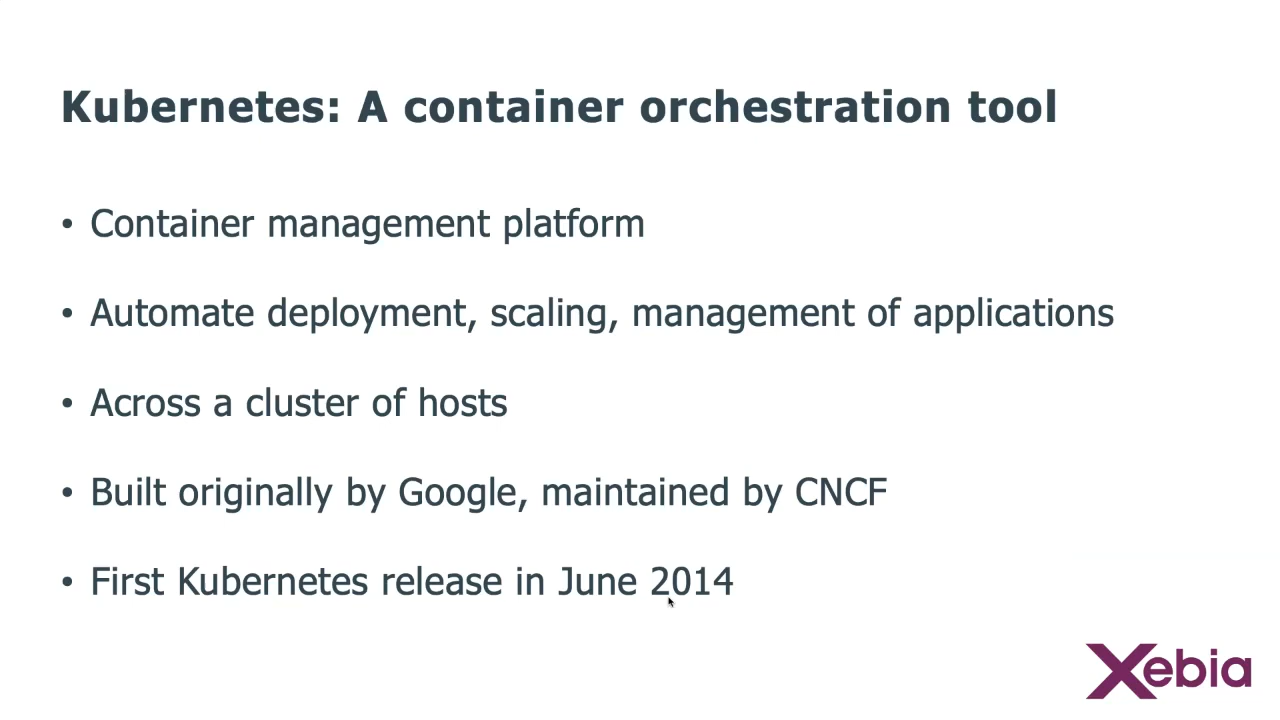 Kubernetes: A container orchestration tool
• Container management platform
• Automate deployment, scaling, management of applications
• Across a cluster of hosts
• Built originally by Google, maintained by CNCF
• First Kubernetes release in June 2014
Xebia